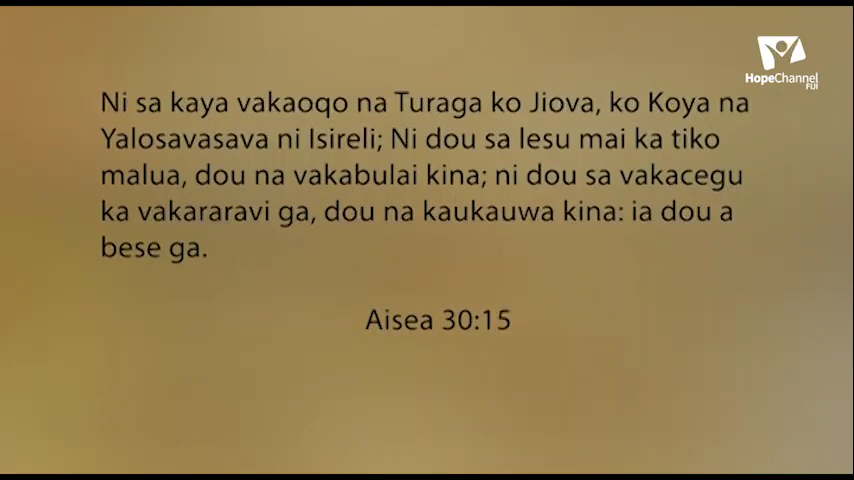 HopeChannel
FIJI
Ni sa kaya vakaoqo na Turaga ko Jiova, ko Koya na
Yalosavasava ni Isireli; Ni dou sa lesu mai ka tiko
malua, dou na vakabulai kina; ni dou sa vakacegu
ka vakararavi ga, dou na kaukauwa kina: ia dou a
bese ga.
Aisea 30:15